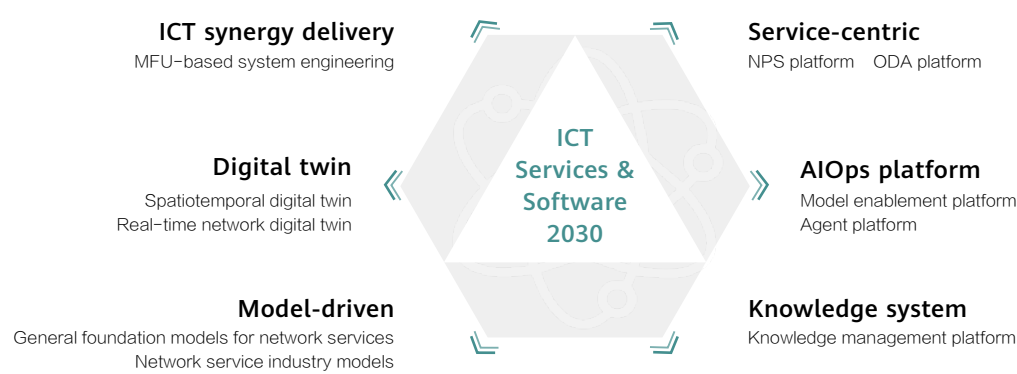 ICT synergy delivery
MFU-based system engineering
Service-centric
NPS platform ODA platform
Digital twin
Spatiotemporal digital twin
Real-time network digital twin
ICT
Services &
Software
2030
AIOps platform
Model enablement platform
Agent platform
Model-driven
General foundation models for network services
Network service industry models
Knowledge system
Knowledge management platform